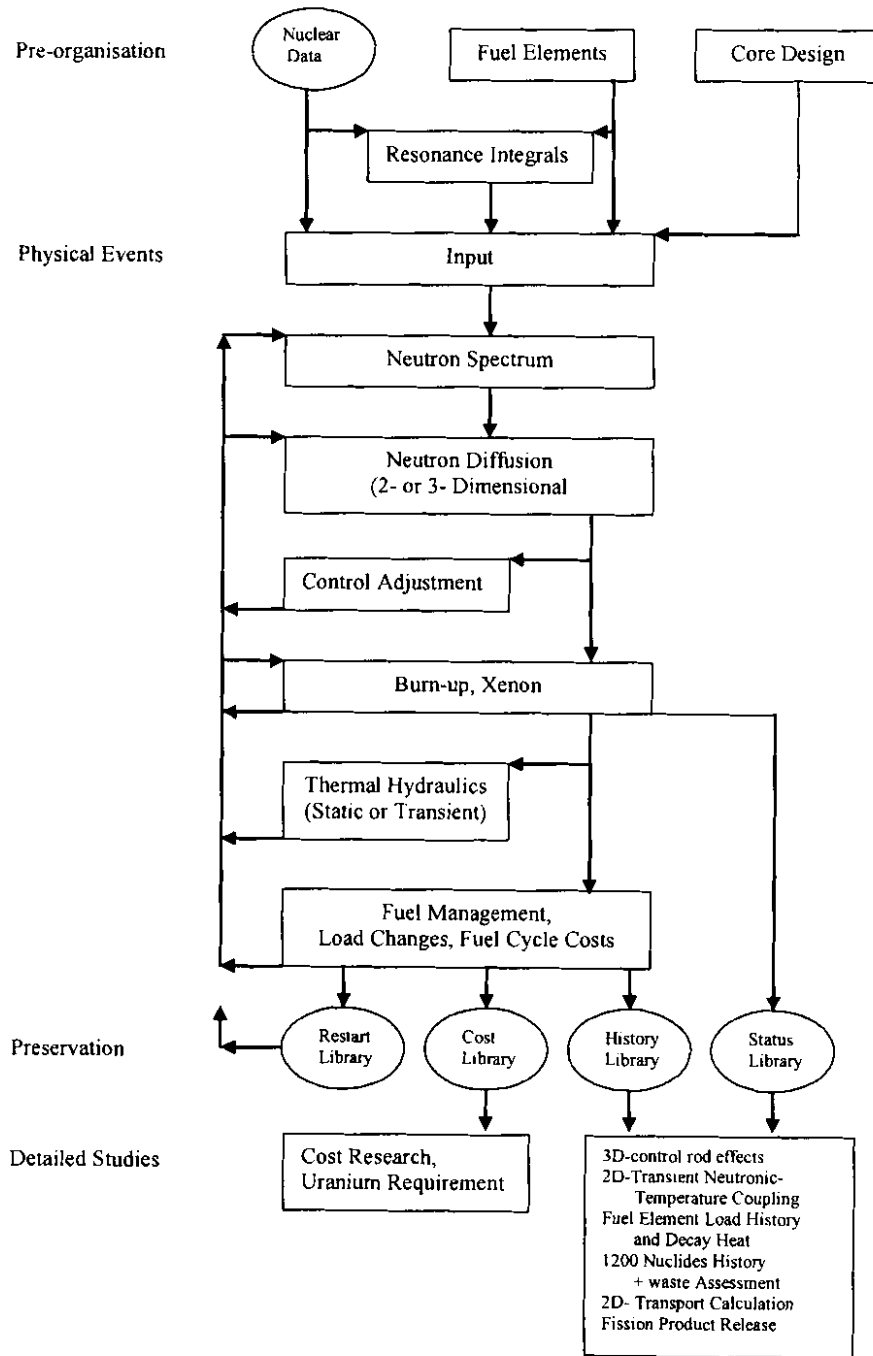 Pre-organisation
Nuclear
Data
Fuel Elements
Core Design
Resonance Integrals
Physical Events
Input
Neutron Spectrum
Neutron Diffusion
(2- or 3- Dimensional
Control Adjustment
Burn-up, Xenon
Thermal Hydraulics
(Static or Transient)
Fuel Management,
Load Changes, Fuel Cycle Costs
Preservation
Restart
Library
Cost
Library
History
Library
Status
Library
Detailed Studies
Cost Research,
Uranium Requirement
3D-control rod effects
2D-Transient Neutronic-
Temperature Coupling
Fuel Element Load History
and Decay Heat
1200 Nuclides History
+ waste Assessment
2D- Transport Calculation
Fission Product Release